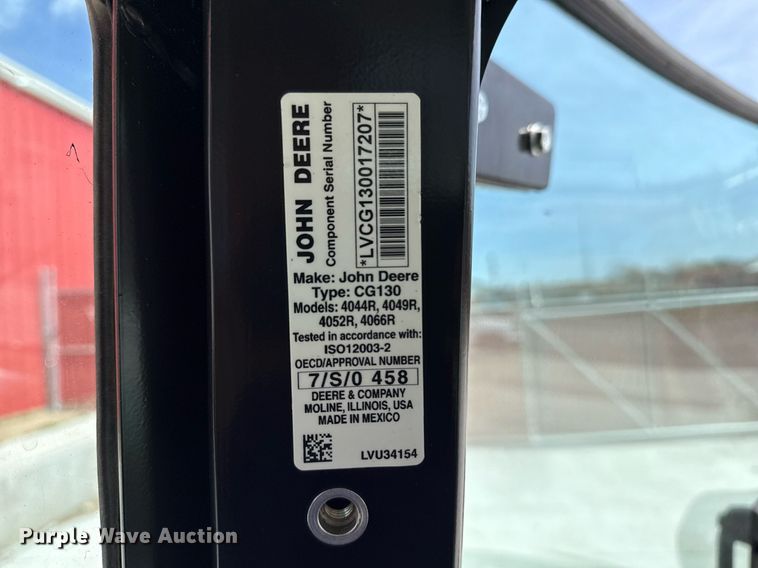 JOHN DEERE
Component Serial Number
*LVCG130017207*
Make: John Deere
Type: CG130
Models: 4044R, 4049R,
4052R, 4066R
Tested in accordance with:
ISO12003-2
OECD/APPROVAL NUMBER
7/S/0 458
DEERE & COMPANY
MOLINE, ILLINOIS, USA
MADE IN MEXICO
LVU34154
Purple Wave Auction